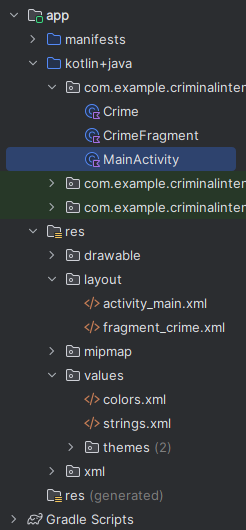 app
manifests
kotlin+java
com.example.criminalinter
Crime
CrimeFragment
MainActivity
com.example.criminalinter
com.example.criminalinter
res
drawable
layout
activity_main.xml
fragment_crime.xml
mipmap
values
colors.xml
strings.xml
themes (2)
xml
res (generated)
Gradle Scripts